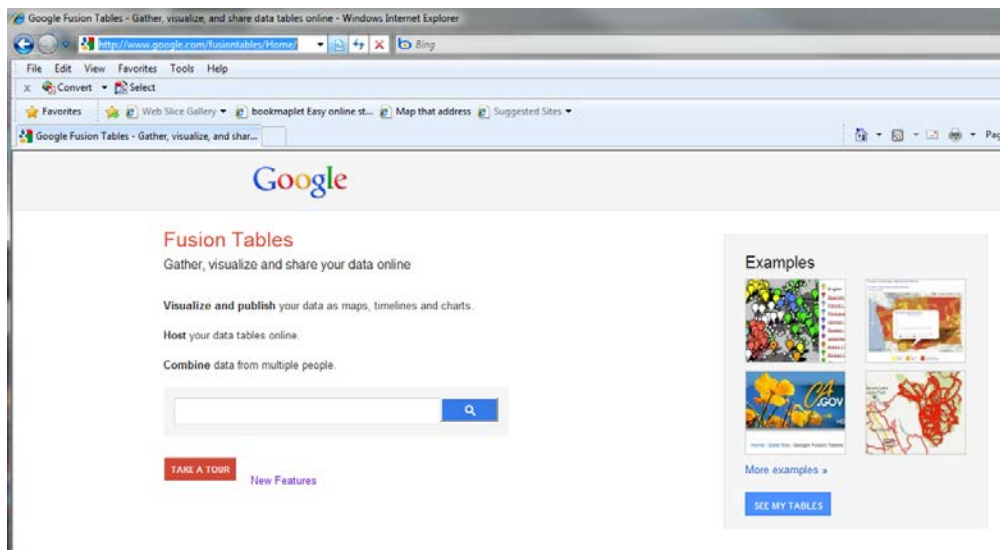 Google Fusion Tables - Gather, visualize, and share data tables online - Windows Internet Explorer
http://www.google.com/fusiontables/Home/
Bing
File Edit View Favorites Tools Help
x Convert Select
Favorites Web Slice Gallery bookmaplet Easy online st... Map that address Suggested Sites
Google Fusion Tables - Gather, visualize, and shar...
Google
Fusion Tables
Gather, visualize and share your data online
Visualize and publish your data as maps, timelines and charts.
Host your data tables online.
Combine data from multiple people.
TAKE A TOUR
New Features
Examples
CA
.GOV
More examples »
SEE MY TABLES